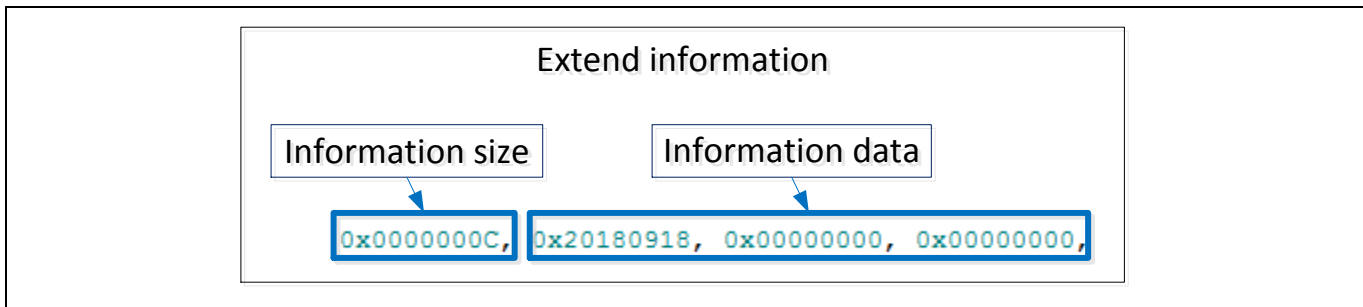 Extend information
Information size
Information data
0x0000000C, 0x20180918, 0x00000000, 0x00000000,